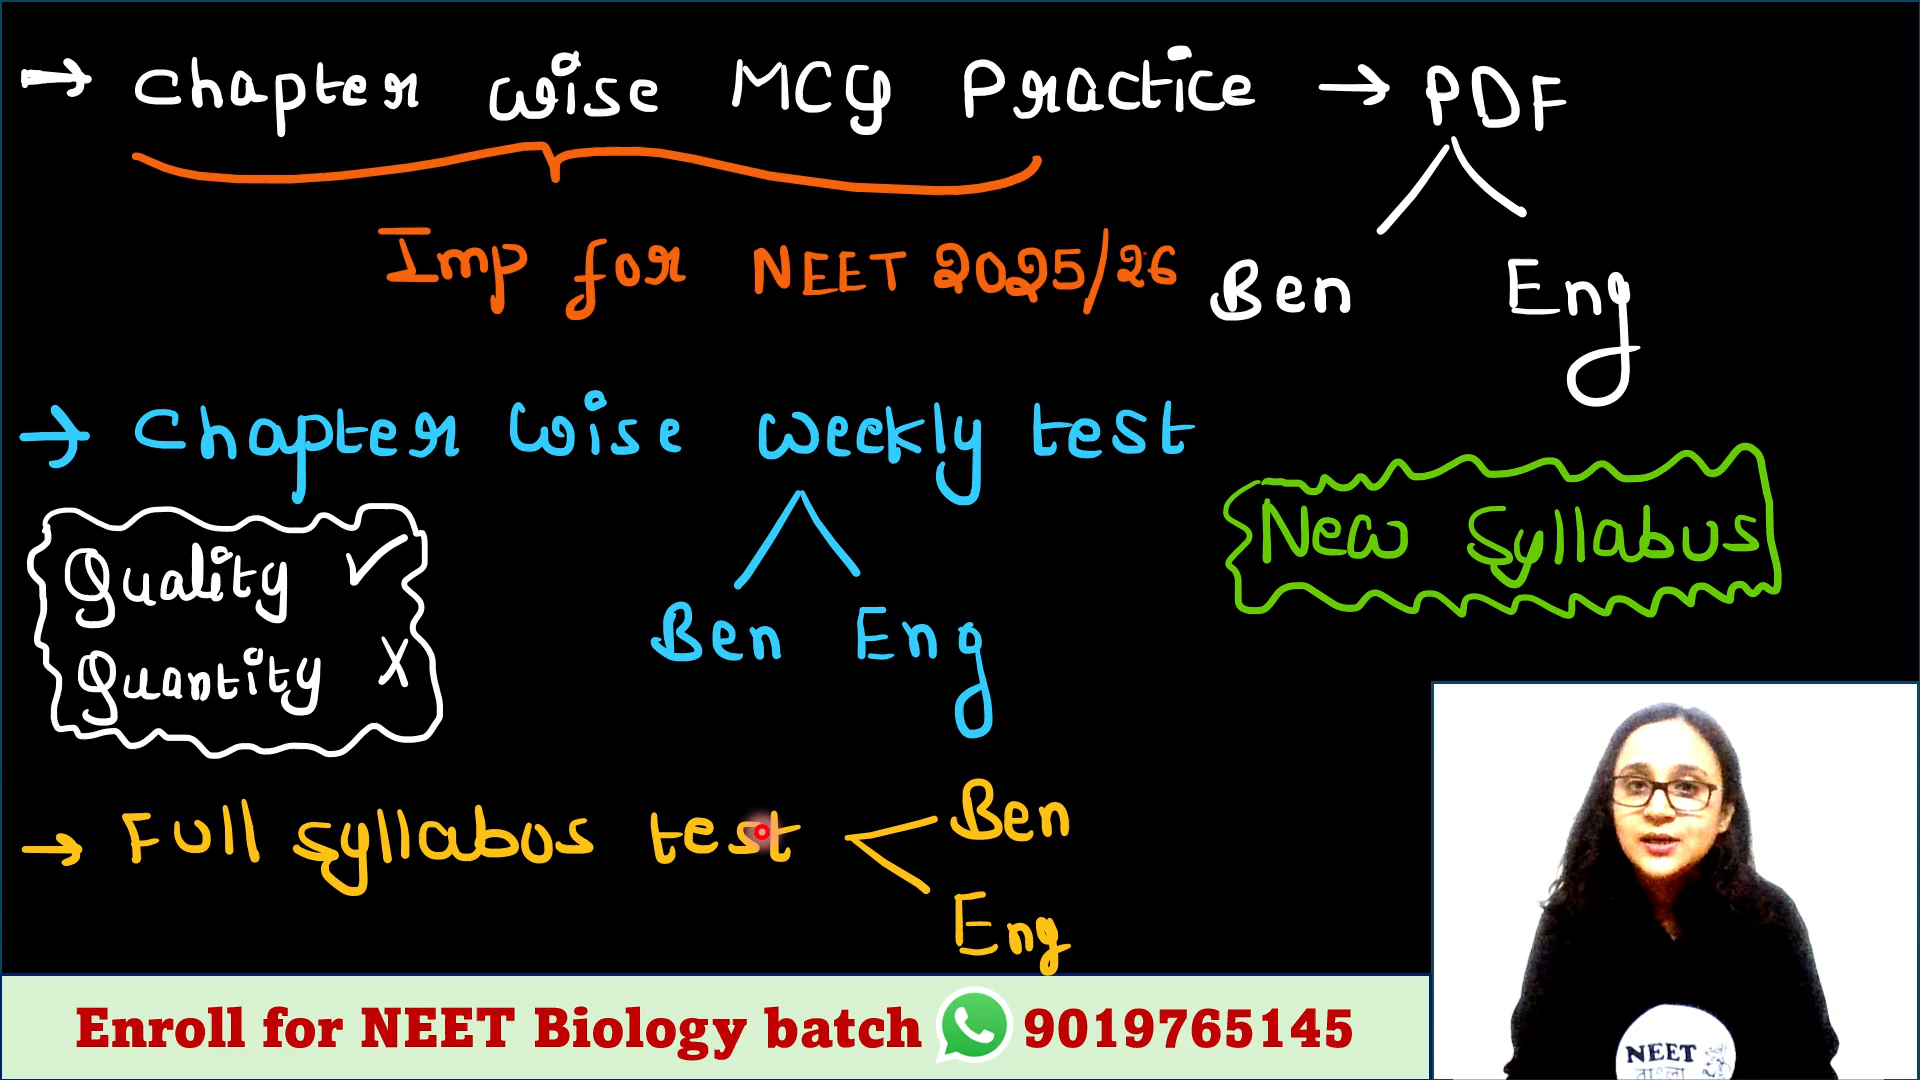 → Chapter wise MCQ Practice → PDF
Imp for NEET 2025/26
Ben Eng
→ Chapter wise weekly test
Ben Eng
New Syllabus
Quality ✓
Quantity X
→ Full syllabus test
Ben
Eng
Enroll for NEET Biology batch 9019765145
NEET
বাংলা